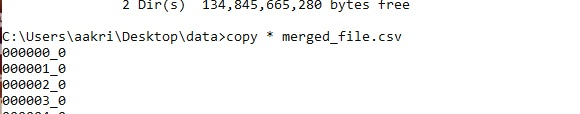 2 Dir(s)  134,845,665,280 bytes free
C:\Users\aakri\Desktop\data>copy * merged_file.csv
000000_0
000001_0
000002_0
000003_0